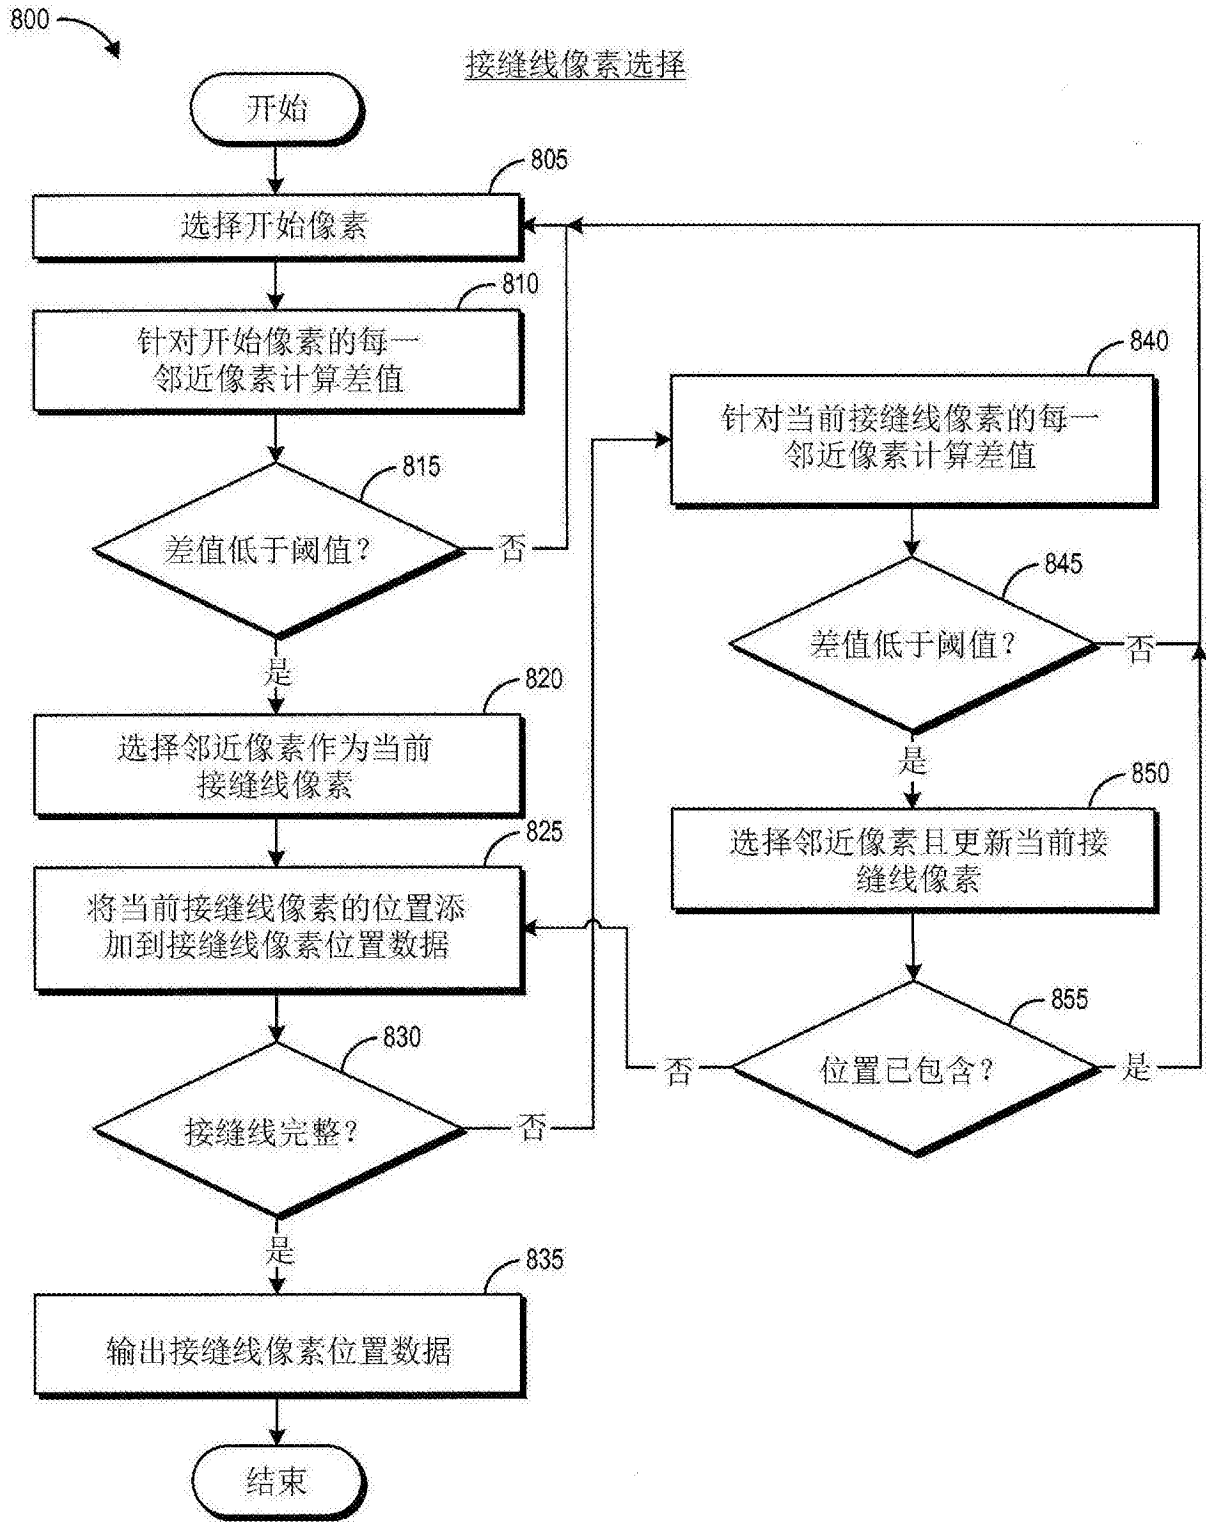 800
接缝线像素选择
开始
805
选择开始像素
810
针对开始像素的每一
邻近像素计算差值
815
差值低于阈值?
否
是
820
选择邻近像素作为当前
接缝线像素
825
将当前接缝线像素的位置添
加到接缝线像素位置数据
830
接缝线完整?
否
是
835
输出接缝线像素位置数据
结束
840
针对当前接缝线像素的每一
邻近像素计算差值
845
差值低于阈值?
否
是
850
选择邻近像素且更新当前接
缝线像素
855
位置已包含?
否
是